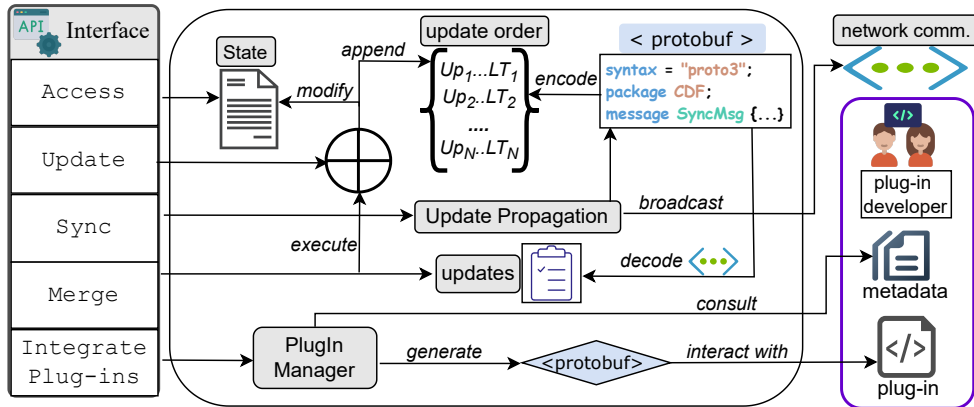 API
Interface
Access
Update
Sync
Merge
Integrate
Plug-ins
State
append
modify
update order
Up1...LT1
Up2..LT2
....
UpN..LTN
encode
< protobuf >
syntax = "proto3";
package CDF;
message SyncMsg {...}
network comm.
</>
plug-in
developer
Update Propagation
broadcast
execute
updates
decode
metadata
consult
PlugIn
Manager
generate
<protobuf>
interact with
</>
plug-in